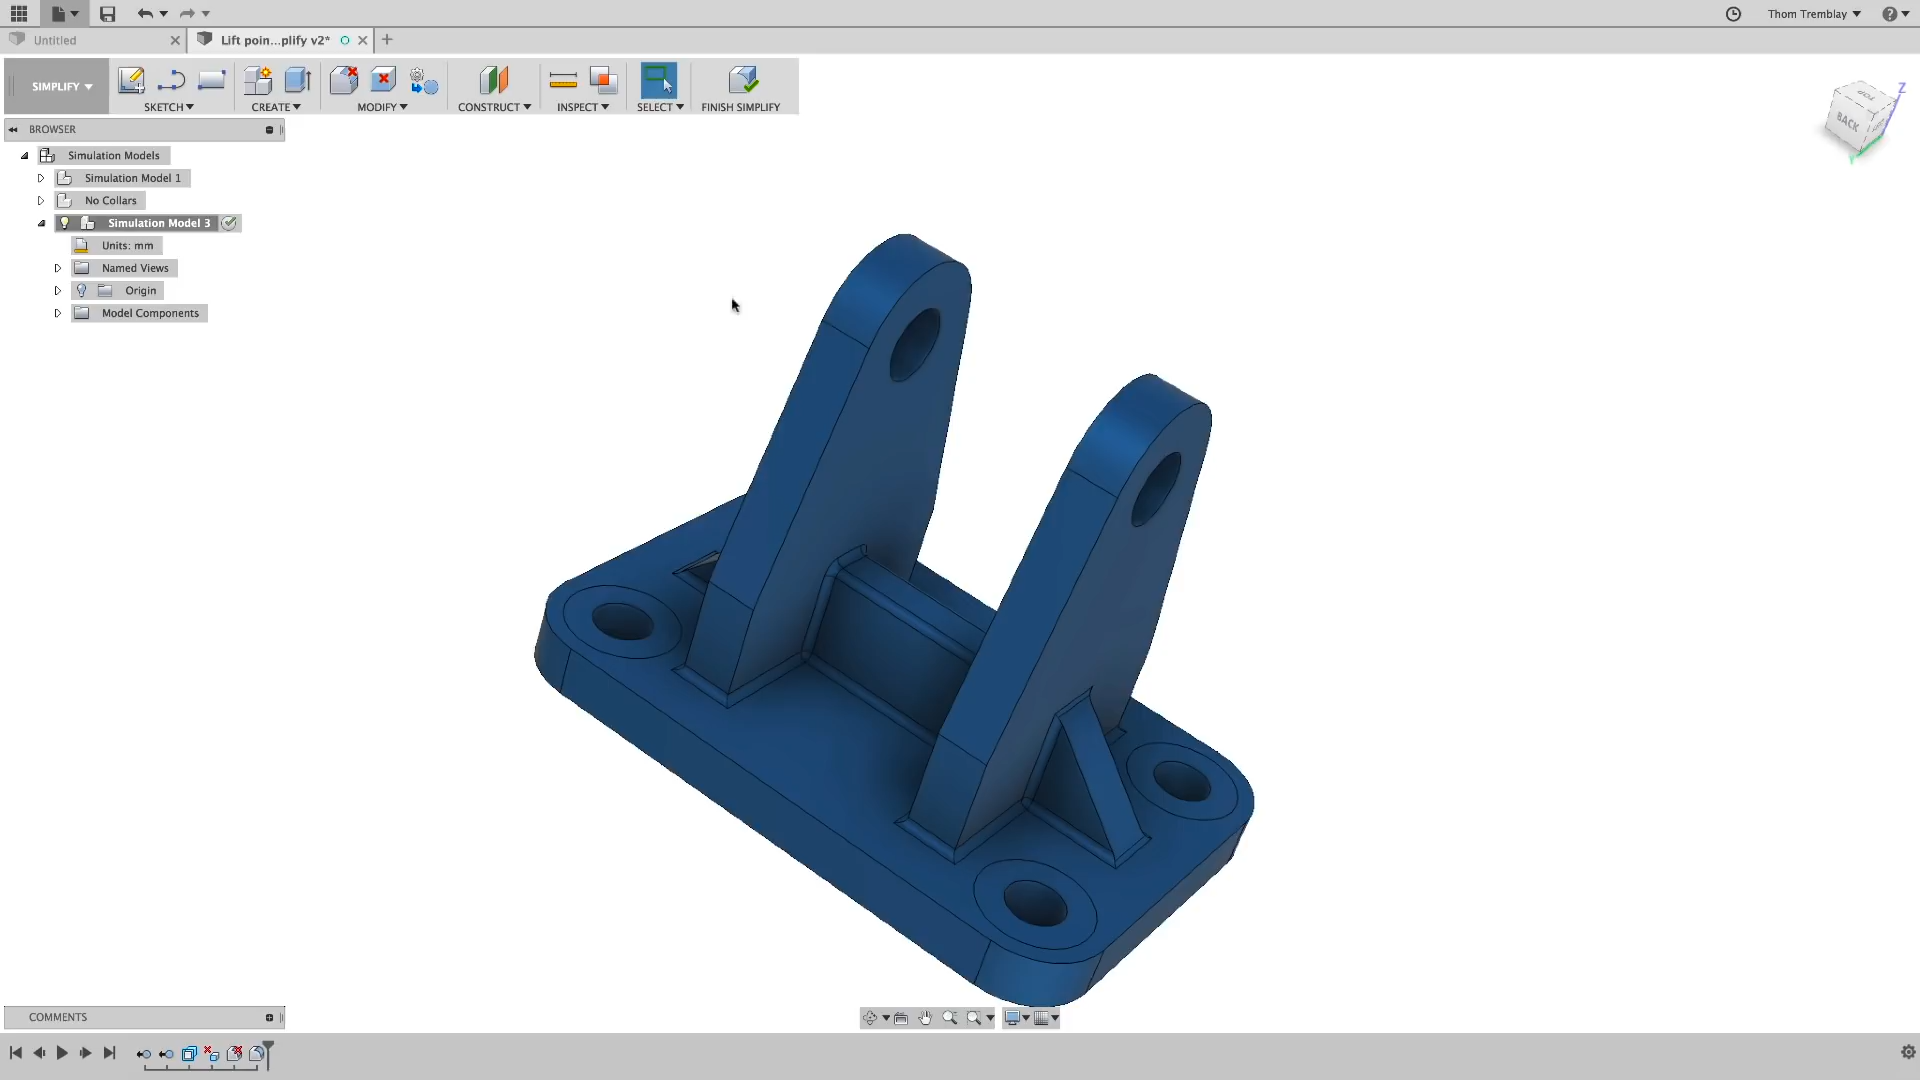 Thom Tremblay
Untitled
Lift poin...plify v2*
SIMPLIFY
SKETCH
CREATE
MODIFY
CONSTRUCT
INSPECT
SELECT
FINISH SIMPLIFY
TOP
BACK
Z
Y
BROWSER
Simulation Models
Simulation Model 1
No Collars
Simulation Model 3
Units: mm
Named Views
Origin
Model Components
COMMENTS